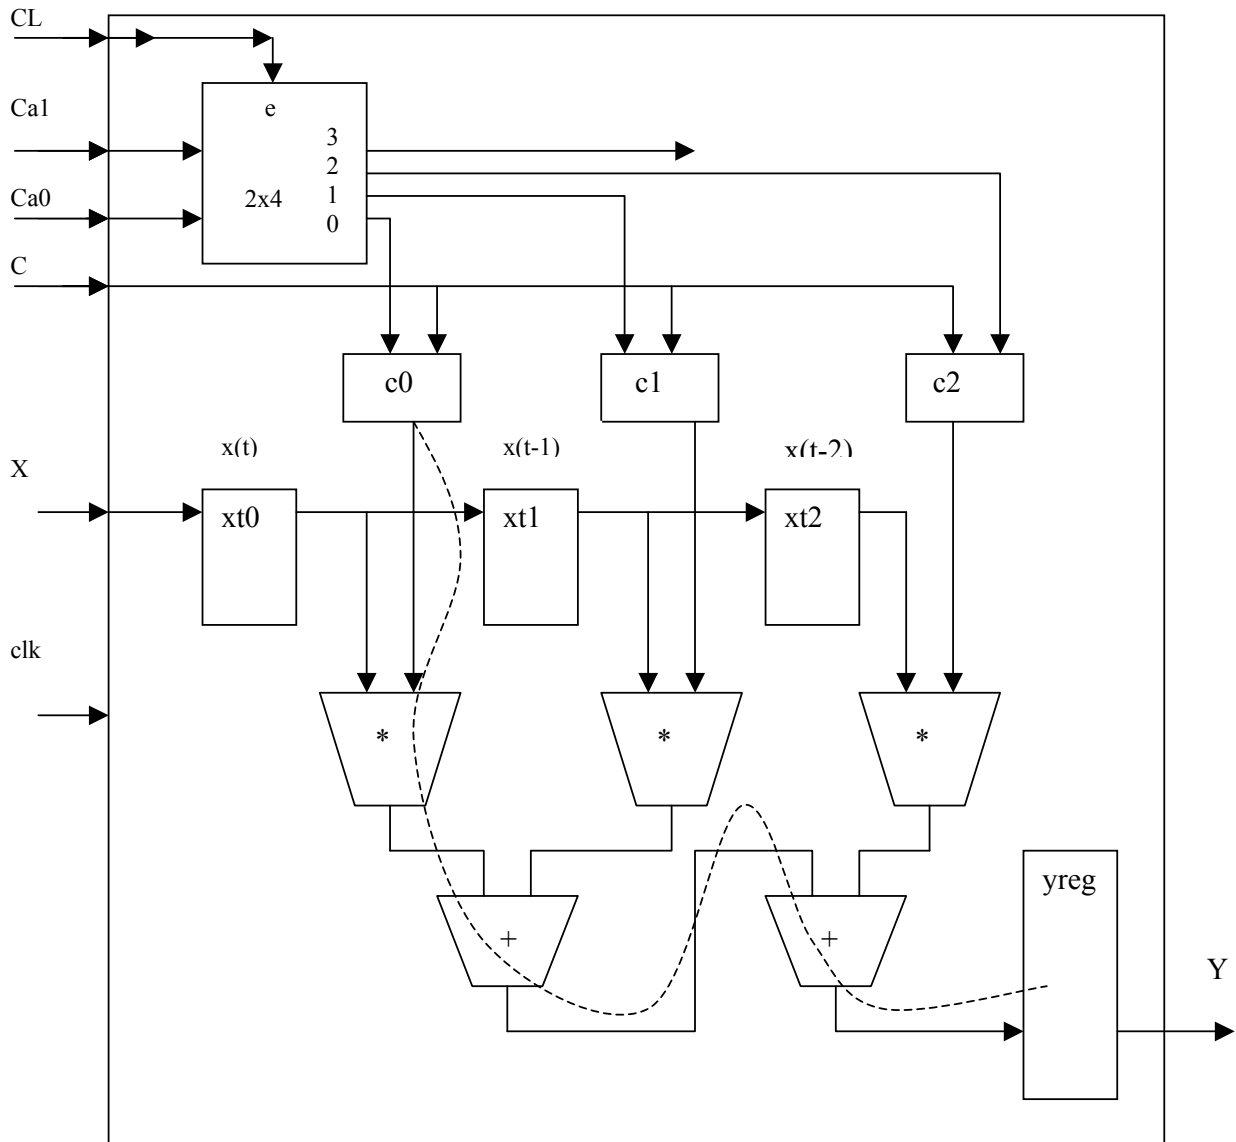 CL
Ca1
Ca0
C
e
3
2
1
0
2x4
c0
c1
c2
x(t)
x(t-1)
x(t-2)
X
xt0
xt1
xt2
clk
*
*
*
+
+
yreg
Y